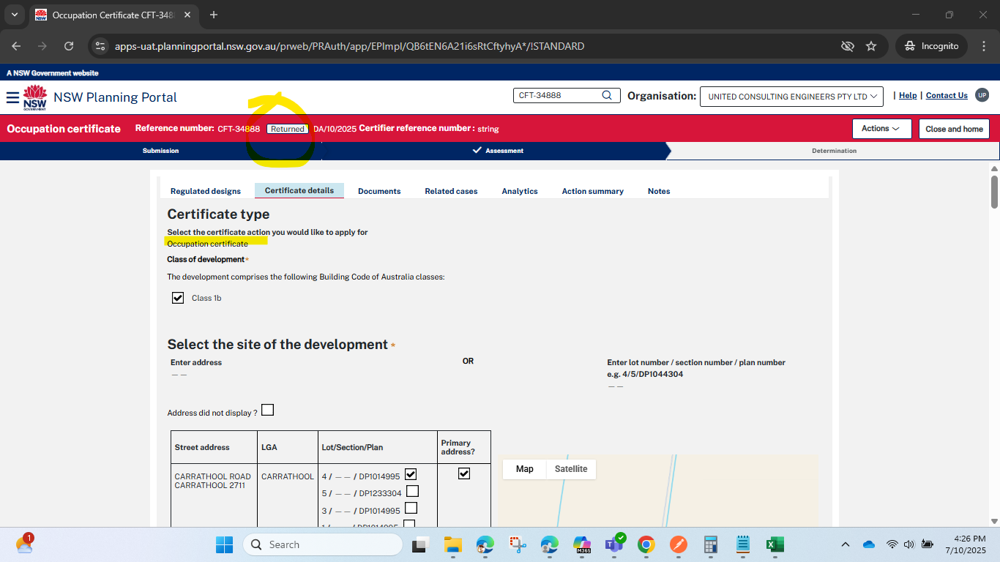 Occupation Certificate CFT-348
apps-uat.planningportal.nsw.gov.au/prweb/PRAuth/app/EPImpl/QB6tEN6A21i6sRtCftyhyA*/!STANDARD
Incognito
A NSW Government website
NSW
GOVERNMENT
NSW Planning Portal
CFT-34888
Organisation:
UNITED CONSULTING ENGINEERS PTY LTD
| Help | Contact Us
UP
Occupation certificate
Reference number: CFT-34888 Returned DA/10/2025 Certifier reference number : string
Actions
Close and home
Submission
Assessment
Determination
Regulated designs
Certificate details
Documents
Related cases
Analytics
Action summary
Notes
Certificate type
Select the certificate action you would like to apply for
Occupation certificate
Class of development*
The development comprises the following Building Code of Australia classes:
Class 1b
Select the site of the development *
Enter address
— —
OR
Enter lot number / section number / plan number
e.g. 4/5/DP1044304
— —
Address did not display ?
Street address
LGA
Lot/Section/Plan
Primary
address?
CARRATHOOL ROAD
CARRATHOOL 2711
CARRATHOOL
4 / — — / DP1014995
5 / — — / DP1233304
3 / — — / DP1014995
Map
Satellite
1
Search
M365
4:26 PM
7/10/2025